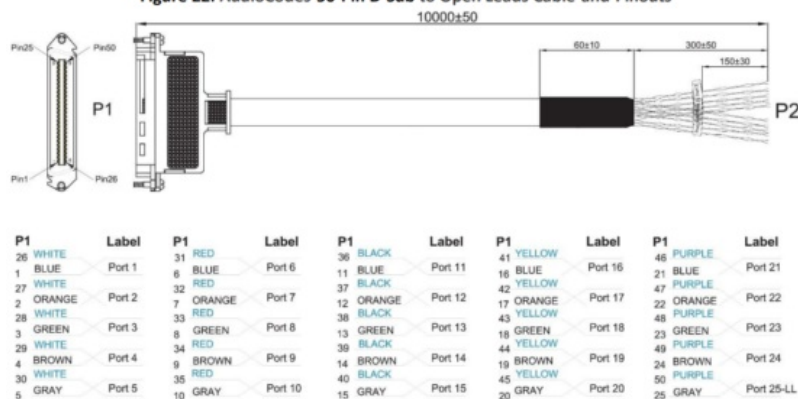 Figure 22: AudioCodes 50-Pin D-Sub to Open Leads Cable and Pinouts
10000±50
60±10
300±50
150±30
Pin25
Pin50
P1
P2
Pin1
Pin26
P1 Label
26 WHITE
1 BLUE Port 1
27 WHITE
2 ORANGE Port 2
28 WHITE
3 GREEN Port 3
29 WHITE
4 BROWN Port 4
30 WHITE
5 GRAY Port 5
P1 Label
31 RED
6 BLUE Port 6
32 RED
7 ORANGE Port 7
33 RED
8 GREEN Port 8
34 RED
9 BROWN Port 9
35 RED
10 GRAY Port 10
P1 Label
36 BLACK
11 BLUE Port 11
37 BLACK
12 ORANGE Port 12
38 BLACK
13 GREEN Port 13
39 BLACK
14 BROWN Port 14
40 BLACK
15 GRAY Port 15
P1 Label
41 YELLOW
16 BLUE Port 16
42 YELLOW
17 ORANGE Port 17
43 YELLOW
18 GREEN Port 18
44 YELLOW
19 BROWN Port 19
45 YELLOW
20 GRAY Port 20
P1 Label
46 PURPLE
21 BLUE Port 21
47 PURPLE
22 ORANGE Port 22
48 PURPLE
23 GREEN Port 23
49 PURPLE
24 BROWN Port 24
50 PURPLE
25 GRAY Port 25-LL